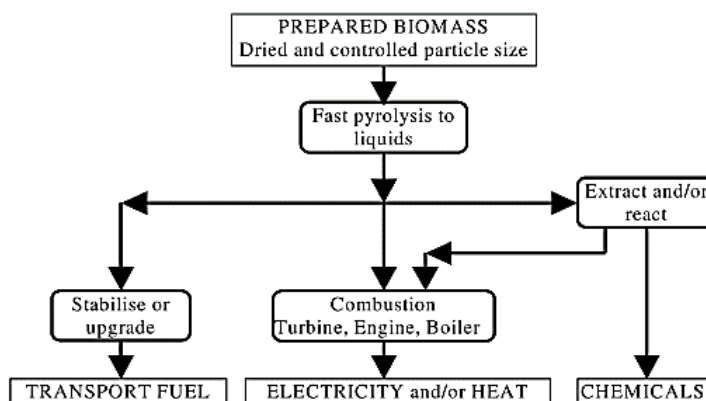 PREPARED BIOMASS
Dried and controlled particle size
Fast pyrolysis to
liquids
Extract and/or
react
Stabilise or
upgrade
Combustion
Turbine, Engine, Boiler
TRANSPORT FUEL
ELECTRICITY and/or HEAT
CHEMICALS